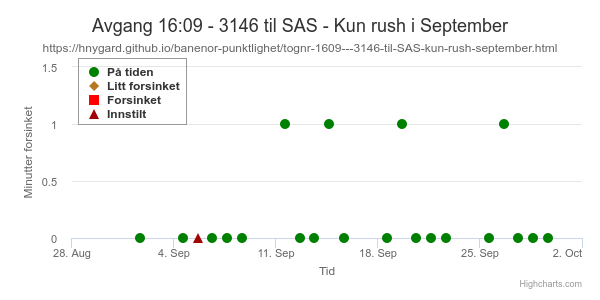 Avgang 16:09 - 3146 til SAS - Kun rush i September
https://hnygard.github.io/banenor-punktlighet/tognr-1609---3146-til-SAS-kun-rush-september.html
På tiden
Litt forsinket
Forsinket
Innstilt
Minutter forsinket
1.5
1
0.5
0
28. Aug
4. Sep
11. Sep
18. Sep
25. Sep
2. Oct
Tid
Highcharts.com